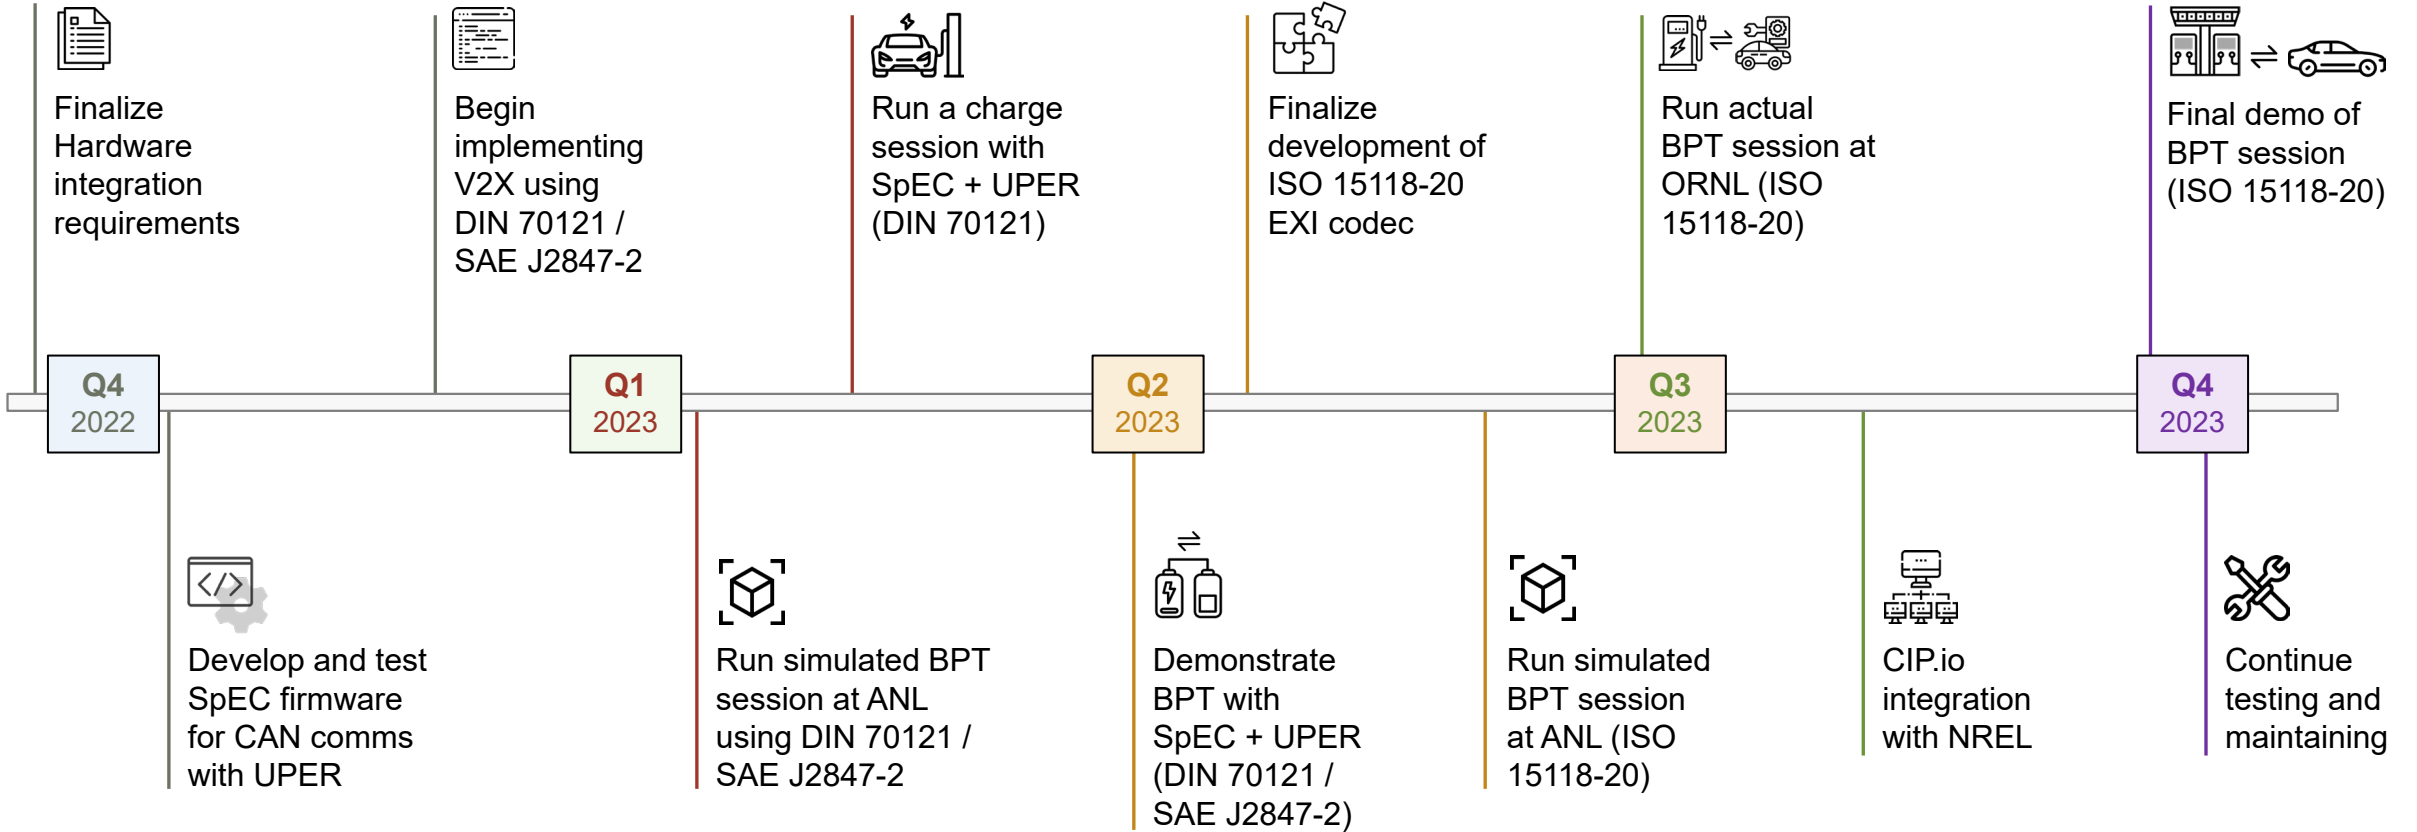 Finalize
Hardware
integration
requirements
Begin
implementing
V2X using
DIN 70121 /
SAE J2847-2
Run a charge
session with
SpEC + UPER
(DIN 70121)
Finalize
development of
ISO 15118-20
EXI codec
Run actual
BPT session at
ORNL (ISO
15118-20)
Final demo of
BPT session
(ISO 15118-20)
Q4
2022
Q1
2023
Q2
2023
Q3
2023
Q4
2023
Develop and test
SpEC firmware
for CAN comms
with UPER
Run simulated BPT
session at ANL
using DIN 70121 /
SAE J2847-2
Demonstrate
BPT with
SpEC + UPER
(DIN 70121 /
SAE J2847-2)
Run simulated
BPT session
at ANL (ISO
15118-20)
CIP.io
integration
with NREL
Continue
testing and
maintaining